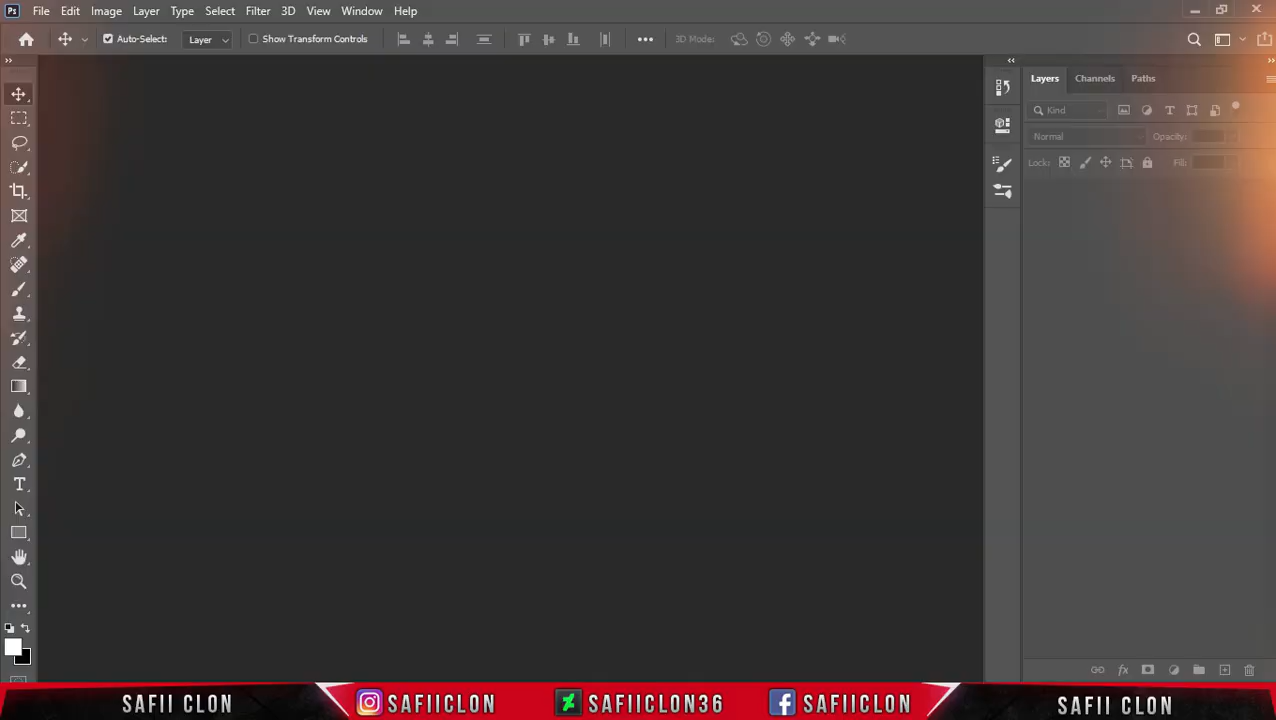 Ps File Edit Image Layer Type Select Filter 3D View Window Help
Auto-Select: Layer Show Transform Controls 3D Mode:
Layers Channels Paths
Kind
Normal Opacity:
Lock: Fill:
SAFII CLON SAFIICLON SAFIICLON36 SAFIICLON SAFII CLON